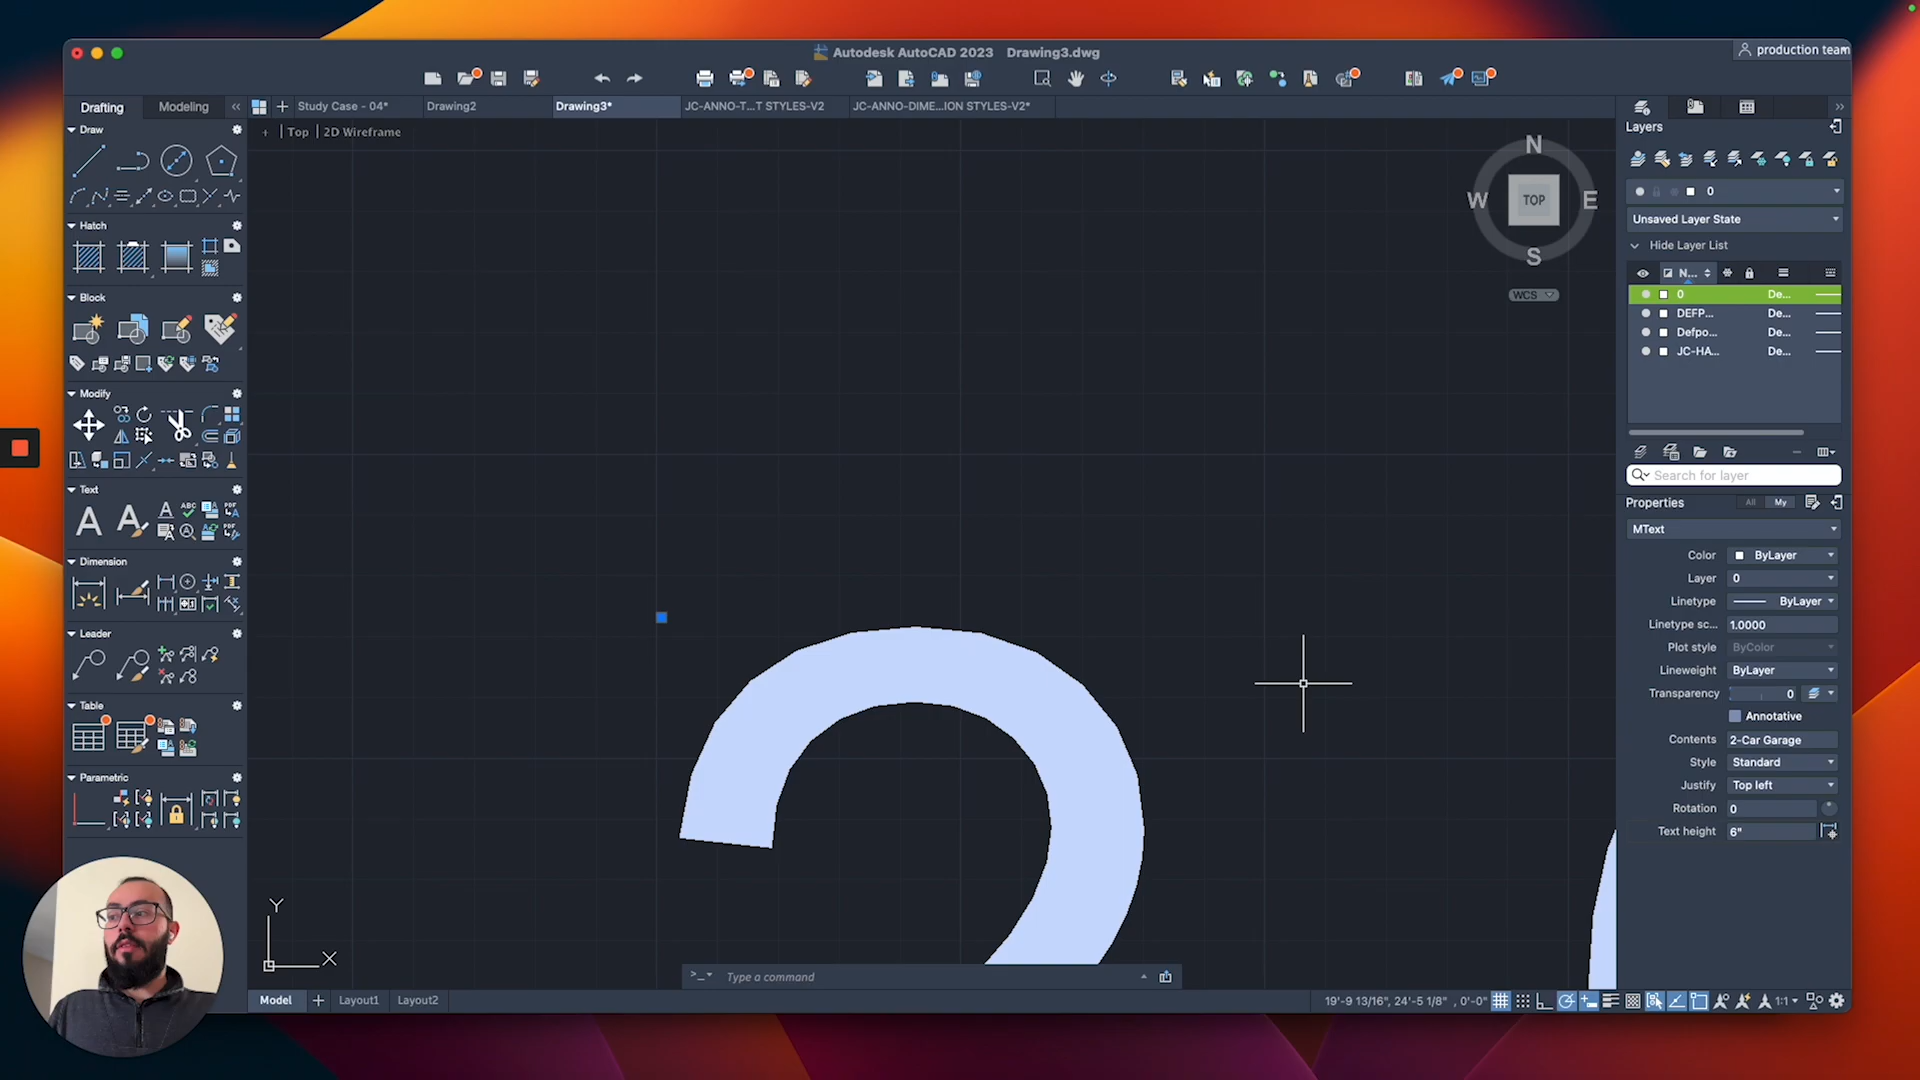 Autodesk AutoCAD 2023 Drawing3.dwg
production team
Drafting Modeling
Study Case - 04* Drawing2 Drawing3* JC-ANNO-T...T STYLES-V2 JC-ANNO-DIME...ION STYLES-V2*
+ | Top | 2D Wireframe
Draw
Hatch
Block
Modify
Text
A A A ABC PDF
PDF
Dimension
Leader
Table
Parametric
N
W TOP E
S
WCS
Y
X
>_ Type a command
Model + Layout1 Layout2
19'-9 13/16", 24'-5 1/8" , 0'-0" 1:1
Layers
0
Unsaved Layer State
Hide Layer List
N...
0 De...
DEFP... De...
Defpo... De...
JC-HA... De...
Search for layer
Properties All My
MText
Color ByLayer
Layer 0
Linetype ByLayer
Linetype sc... 1.0000
Plot style ByColor
Lineweight ByLayer
Transparency 0
Annotative
Contents 2-Car Garage
Style Standard
Justify Top left
Rotation 0
Text height 6"